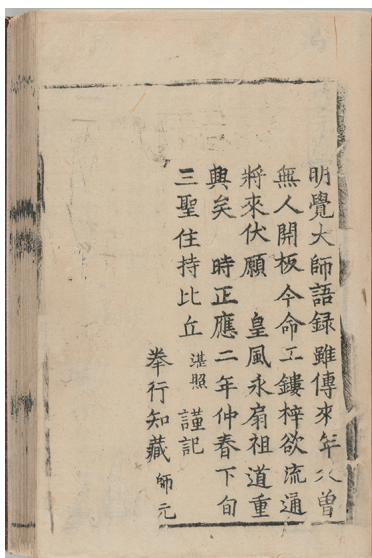 明覺大師語録雖傳來年久曾
無人開板今命工鏤梓欲流通
將來伏願 皇風永扇祖道重
興矣 時正應二年仲春下旬
三聖住持比丘 湛照 謹記
拳行知藏 師元